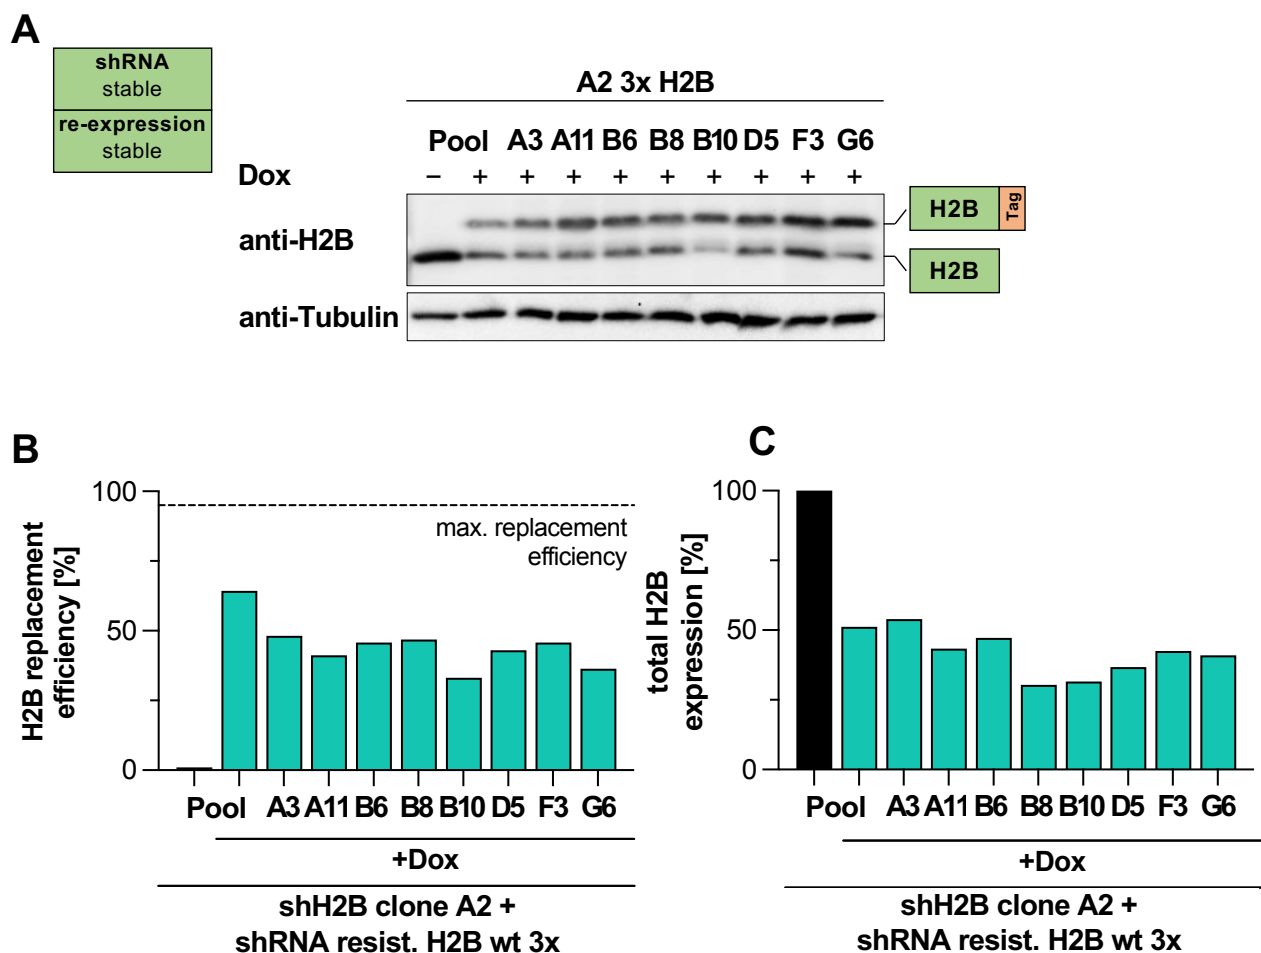 A
shRNA
stable
re-expression
stable
A2 3x H2B
Pool A3 A11 B6 B8 B10 D5 F3 G6
Dox − + + + + + + + + +
anti-H2B
H2B Tag
H2B
anti-Tubulin
B
H2B replacement
efficiency [%]
100
50
0
max. replacement
efficiency
Pool A3 A11 B6 B8 B10 D5 F3 G6
+Dox
shH2B clone A2 +
shRNA resist. H2B wt 3x
C
total H2B
expression [%]
100
50
0
Pool A3 A11 B6 B8 B10 D5 F3 G6
+Dox
shH2B clone A2 +
shRNA resist. H2B wt 3x